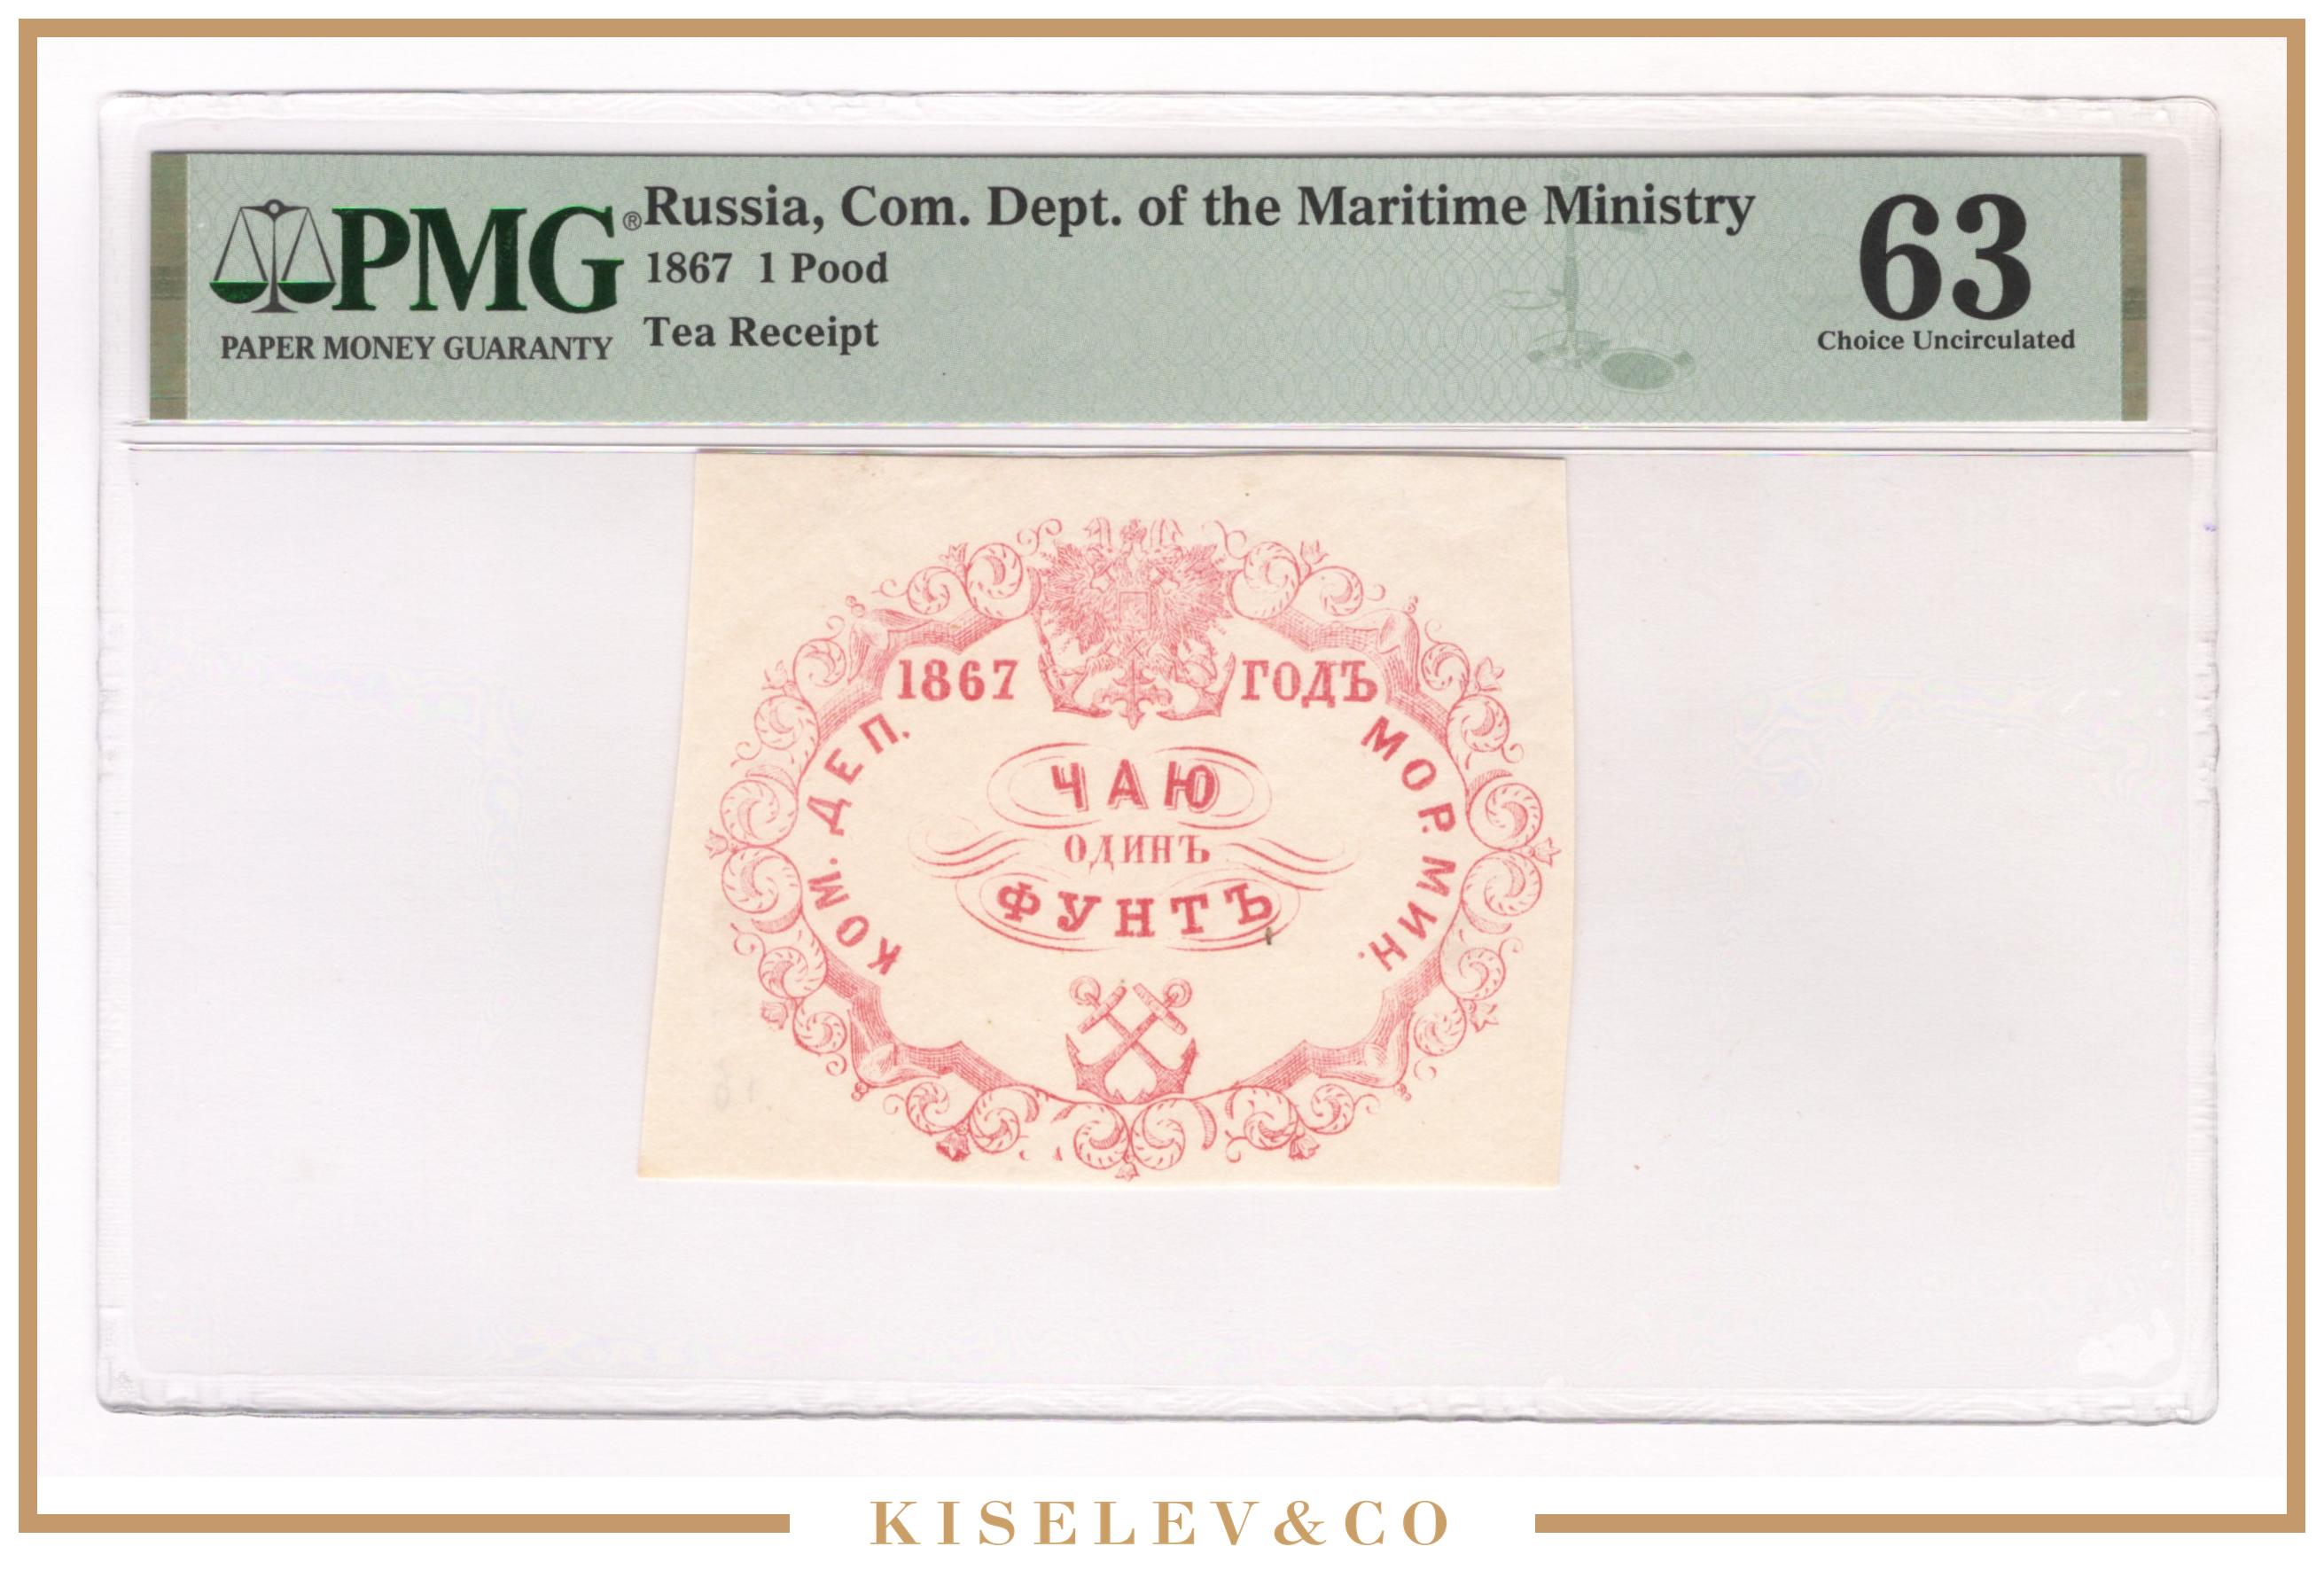 PMG®
PAPER MONEY GUARANTY
Russia, Com. Dept. of the Maritime Ministry
1867 1 Pood
Tea Receipt
63
Choice Uncirculated
1867 ГОДЪ
КОМ. ДЕП. МОР. МИН.
ЧАЮ
ОДИНЪ
ФУНТЪ
KISELEV&CO